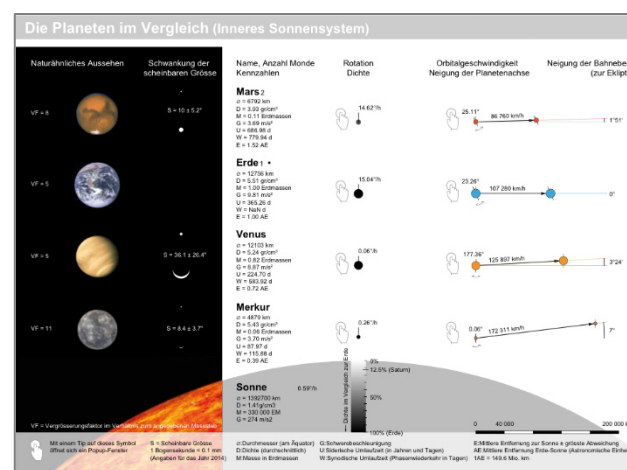 Die Planeten im Vergleich (Inneres Sonnensystem)
Naturähnliches Aussehen
Schwankung der
scheinbaren Grösse
Name, Anzahl Monde
Kennzahlen
Rotation
Dichte
Orbitalgeschwindigkeit
Neigung der Planetenachse
Neigung der Bahnebe
(zur Eklipt
VF = 8
S = 10 ± 5.2"
Mars 2
ø = 6792 km
D = 3.93 gr/cm³
M = 0.11 Erdmassen
G = 3.69 m/s²
U = 686.98 d
W = 779.94 d
E = 1.52 AE
14.62°/h
25.11°
86 760 km/h
1°51'
VF = 5
Erde 1 •
ø = 12756 km
D = 5.51 gr/cm³
M = 1.00 Erdmassen
G = 9.81 m/s²
U = 365.26 d
W = NaN d
E = 1.00 AE
15.04°/h
23.26°
107 280 km/h
0°
VF = 5
S = 36.1 ± 26.4"
Venus
ø = 12103 km
D = 5.24 gr/cm³
M = 0.82 Erdmassen
G = 8.87 m/s²
U = 224.70 d
W = 583.92 d
E = 0.72 AE
0.06°/h
177.36°
125 897 km/h
3°24'
VF = 11
S = 8.4 ± 3.7"
Merkur
ø = 4879 km
D = 5.43 gr/cm³
M = 0.06 Erdmassen
G = 3.70 m/s²
U = 87.97 d
W = 115.88 d
E = 0.39 AE
0.26°/h
0.06°
172 311 km/h
7°
Sonne
0.59°/h
ø = 1392700 km
D = 1.41g/cm3
M = 330 000 EM
G = 274 m/s2
Dichte im Vergleich zur Erde
0%
12.5% (Saturn)
50%
100% (Erde)
0
40 000
200 000 k
VF = Vergrösserungsfaktor im Verhältnis zum
Mit einem Tip auf dieses Symbol
öffnet sich ein Popup-Fenster
S = Scheinbare Grösse
1 Bogensekunde = 0.1 mm
(Angaben für das Jahr 2014)
ø:Durchmesser (am Äquator)
D:Dichte (durchschnittlich)
M:Masse in Erdmassen
G:Schwerebeschleunigung
U:Siderische Umlaufzeit (in Jahren und Tagen)
W:Synodische Umlaufzeit (Phasenwiederkehr in Tagen)
E:Mittlere Entfernung zur Sonne e grösste Abweichung
AE:Mittlere Entfernung Erde-Sonne (Astronomische Einhe
1AE = 149.6 Mio. km